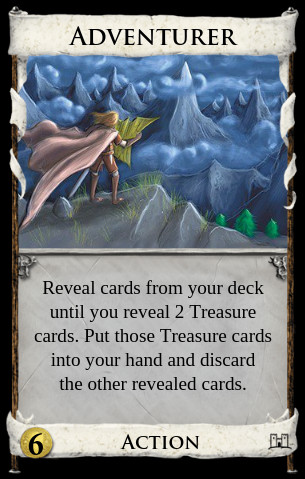 ADVENTURER
Reveal cards from your deck
until you reveal 2 Treasure
cards. Put those Treasure cards
into your hand and discard
the other revealed cards.
6 ACTION